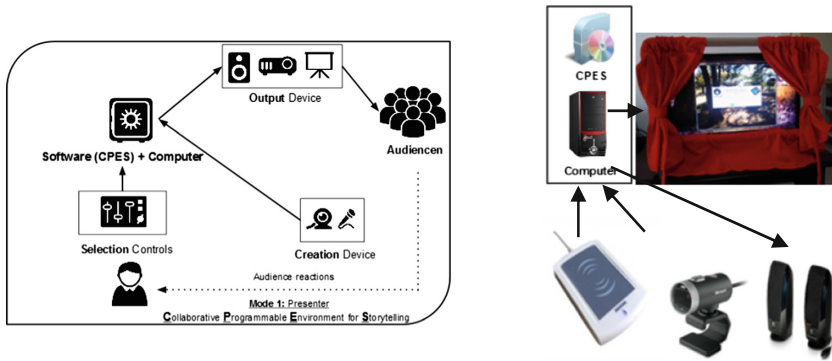 Output Device
Audiencen
Software (CPES) + Computer
Selection Controls
Creation Device
Audience reactions
Mode 1: Presenter
Collaborative Programmable Environment for Storytelling
CPES
Computer